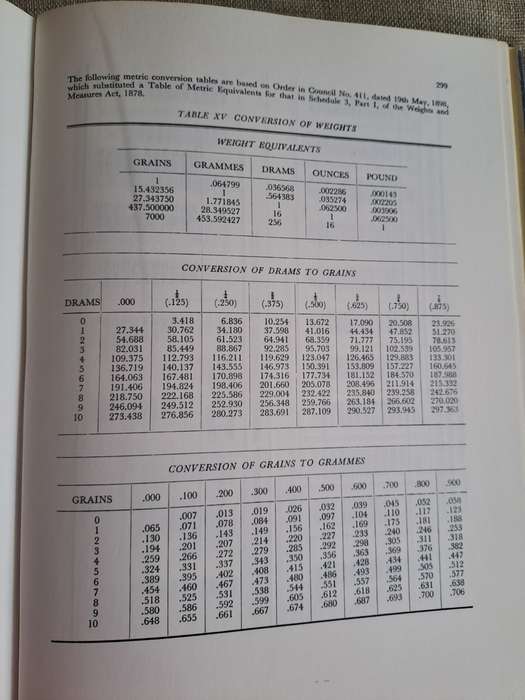 299
The following metric conversion tables are based on Order in Council No. 411, dated 19th May, 1898,
which substituted a Table of Metric Equivalents for that in Schedule 3, Part 1, of the Weights and
Measures Act, 1878.
TABLE XV CONVERSION OF WEIGHTS
WEIGHT EQUIVALENTS
GRAINS GRAMMES DRAMS OUNCES POUND
1 .064799 .036568 .002286 .000143
15.432356 1 .564383 .035274 .002205
27.343750 1.771845 1 .062500 .003906
437.500000 28.349527 16 1 .062500
7000 453.592427 256 16 1
CONVERSION OF DRAMS TO GRAINS
⅛ ¼ ⅜ ½ ⅝ ¾ ⅞
DRAMS .000 (.125) (.250) (.375) (.500) (.625) (.750) (.875)
0 3.418 6.836 10.254 13.672 17.090 20.508 23.926
1 27.344 30.762 34.180 37.598 41.016 44.434 47.852 51.270
2 54.688 58.105 61.523 64.941 68.359 71.777 75.195 78.613
3 82.031 85.449 88.867 92.285 95.703 99.121 102.539 105.957
4 109.375 112.793 116.211 119.629 123.047 126.465 129.883 133.301
5 136.719 140.137 143.555 146.973 150.391 153.809 157.227 160.645
6 164.063 167.481 170.898 174.316 177.734 181.152 184.570 187.988
7 191.406 194.824 198.406 201.660 205.078 208.496 211.914 215.332
8 218.750 222.168 225.586 229.004 232.422 235.840 239.258 242.676
9 246.094 249.512 252.930 256.348 259.766 263.184 266.602 270.020
10 273.438 276.856 280.273 283.691 287.109 290.527 293.945 297.363
CONVERSION OF GRAINS TO GRAMMES
GRAINS .000 .100 .200 .300 .400 .500 .600 .700 .800 .900
0 .007 .013 .019 .026 .032 .039 .045 .052 .058
1 .065 .071 .078 .084 .091 .097 .104 .110 .117 .123
2 .130 .136 .143 .149 .156 .162 .169 .175 .181 .188
3 .194 .201 .207 .214 .220 .227 .233 .240 .246 .253
4 .259 .266 .272 .279 .285 .292 .298 .305 .311 .318
5 .324 .331 .337 .343 .350 .356 .363 .369 .376 .382
6 .389 .395 .402 .408 .415 .421 .428 .434 .441 .447
7 .454 .460 .467 .473 .480 .486 .493 .499 .505 .512
8 .518 .525 .531 .538 .544 .551 .557 .564 .570 .577
9 .580 .586 .592 .599 .605 .612 .618 .625 .631 .638
10 .648 .655 .661 .667 .674 .680 .687 .693 .700 .706